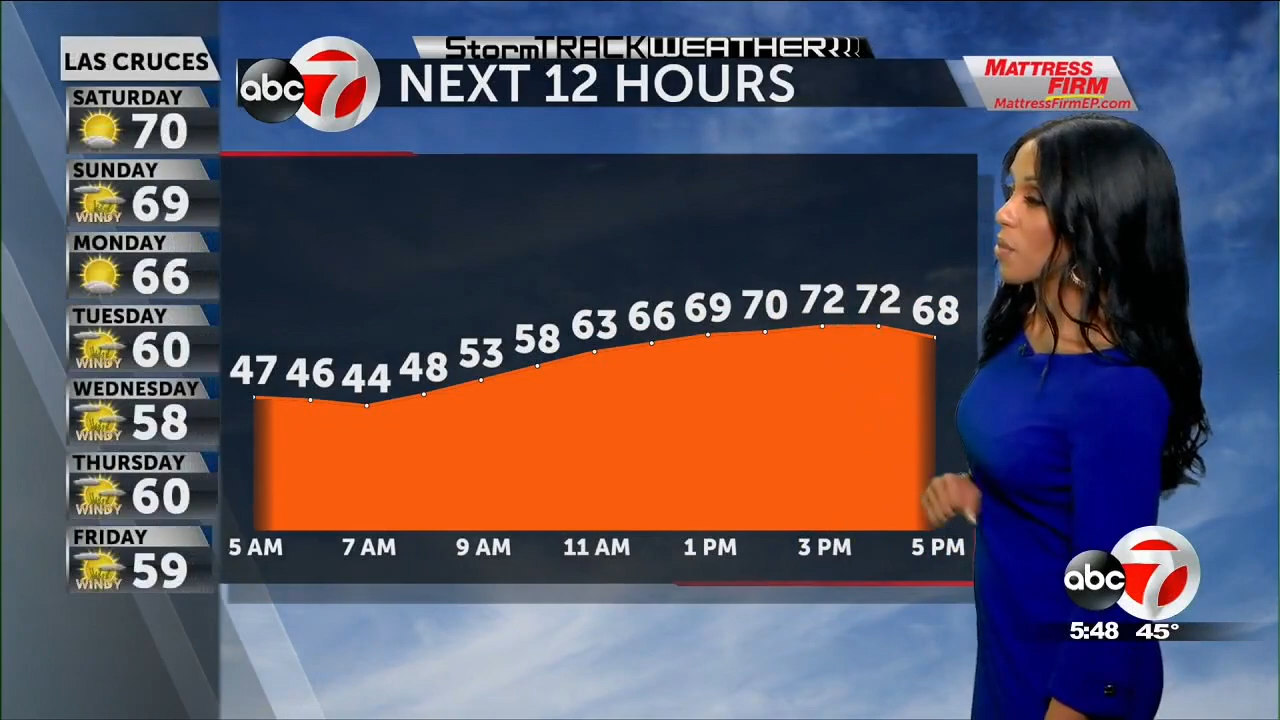 StormTRACKWEATHER
LAS CRUCES
abc 7
NEXT 12 HOURS
MATTRESS
FIRM
MattressFirmEP.com
SATURDAY
70
SUNDAY
WINDY
69
MONDAY
66
TUESDAY
WINDY
60
WEDNESDAY
WINDY
58
THURSDAY
WINDY
60
FRIDAY
WINDY
59
47 46 44 48 53 58 63 66 69 70 72 72 68
5 AM 7 AM 9 AM 11 AM 1 PM 3 PM 5 PM
abc 7
5:48 45°